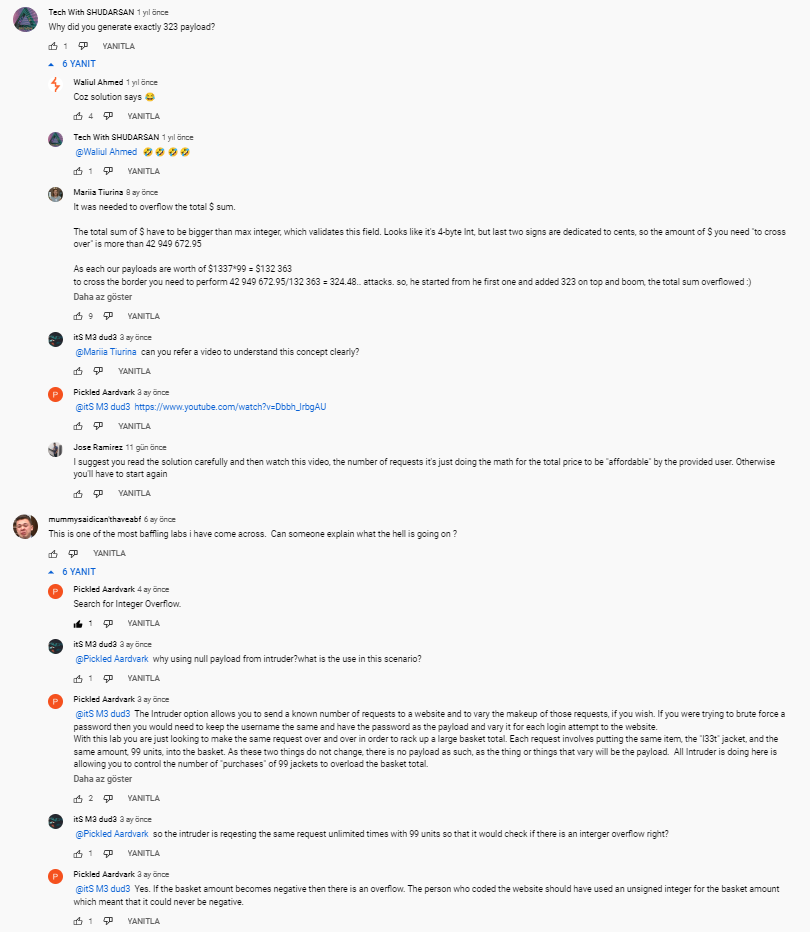 Tech With SHUDARSAN 1 yıl önce
Why did you generate exactly 323 payload?
1 YANITLA
6 YANIT
Waliul Ahmed 1 yıl önce
Coz solution says 😂
4 YANITLA
Tech With SHUDARSAN 1 yıl önce
@Waliul Ahmed 🤣 🤣 🤣 🤣
1 YANITLA
Mariia Tiurina 8 ay önce
It was needed to overflow the total $ sum.
The total sum of $ have to be bigger than max integer, which validates this field. Looks like it's 4-byte Int, but last two signs are dedicated to cents, so the amount of $ you need "to cross
over" is more than 42 949 672.95
As each our payloads are worth of $1337*99 = $132 363
to cross the border you need to perform 42 949 672.95/132 363 = 324.48.. attacks. so, he started from he first one and added 323 on top and boom, the total sum overflowed :)
Daha az göster
9 YANITLA
itS M3 dud3 3 ay önce
@Mariia Tiurina can you refer a video to understand this concept clearly?
YANITLA
P
Pickled Aardvark 3 ay önce
@itS M3 dud3 https://www.youtube.com/watch?v=Dbbh_IrbgAU
YANITLA
Jose Ramirez 11 gün önce
I suggest you read the solution carefully and then watch this video, the number of requests it's just doing the math for the total price to be "affordable" by the provided user. Otherwise
you'll have to start again
YANITLA
mummysaidican'thaveabf 6 ay önce
This is one of the most baffling labs i have come across. Can someone explain what the hell is going on ?
YANITLA
6 YANIT
P
Pickled Aardvark 4 ay önce
Search for Integer Overflow.
1 YANITLA
itS M3 dud3 3 ay önce
@Pickled Aardvark why using null payload from intruder?what is the use in this scenario?
1 YANITLA
P
Pickled Aardvark 3 ay önce
@itS M3 dud3 The Intruder option allows you to send a known number of requests to a website and to vary the makeup of those requests, if you wish. If you were trying to brute force a
password then you would need to keep the username the same and have the password as the payload and vary it for each login attempt to the website.
With this lab you are just looking to make the same request over and over in order to rack up a large basket total. Each request involves putting the same item, the "l33t" jacket, and the
same amount, 99 units, into the basket. As these two things do not change, there is no payload as such, as the thing or things that vary will be the payload. All Intruder is doing here is
allowing you to control the number of "purchases" of 99 jackets to overload the basket total.
Daha az göster
2 YANITLA
itS M3 dud3 3 ay önce
@Pickled Aardvark so the intruder is reqesting the same request unlimited times with 99 units so that it would check if there is an interger overflow right?
1 YANITLA
P
Pickled Aardvark 3 ay önce
@itS M3 dud3 Yes. If the basket amount becomes negative then there is an overflow. The person who coded the website should have used an unsigned integer for the basket amount
which meant that it could never be negative.
1 YANITLA